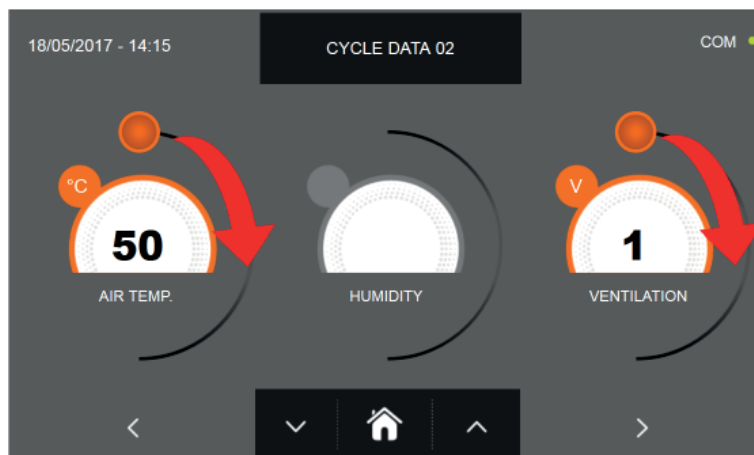 18/05/2017 - 14:15
CYCLE DATA 02
COM
°C
V
50
1
AIR TEMP.
HUMIDITY
VENTILATION